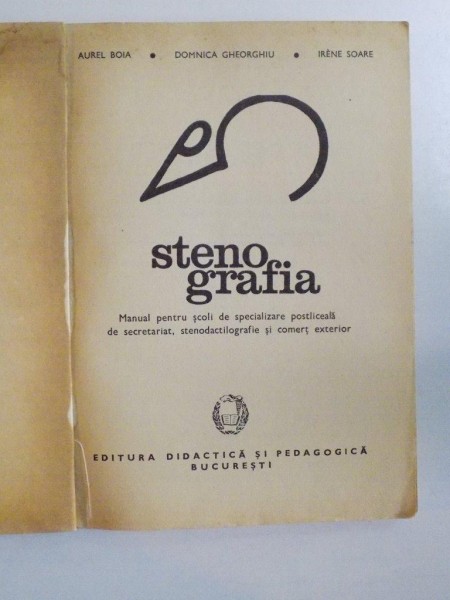 AUREL BOIA • DOMNICA GHEORGHIU • IRÈNE SOARE
steno
grafia
Manual pentru școli de specializare postliceală
de secretariat, stenodactilografie și comerț exterior
EDITURA DIDACTICĂ ȘI PEDAGOGICĂ
BUCUREȘTI